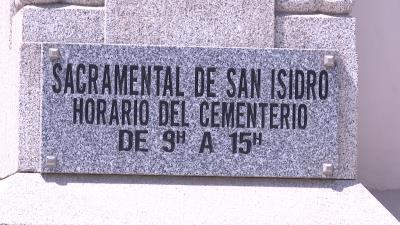 SACRAMENTAL DE SAN ISIDRO
HORARIO DEL CEMENTERIO
DE 9H A 15H